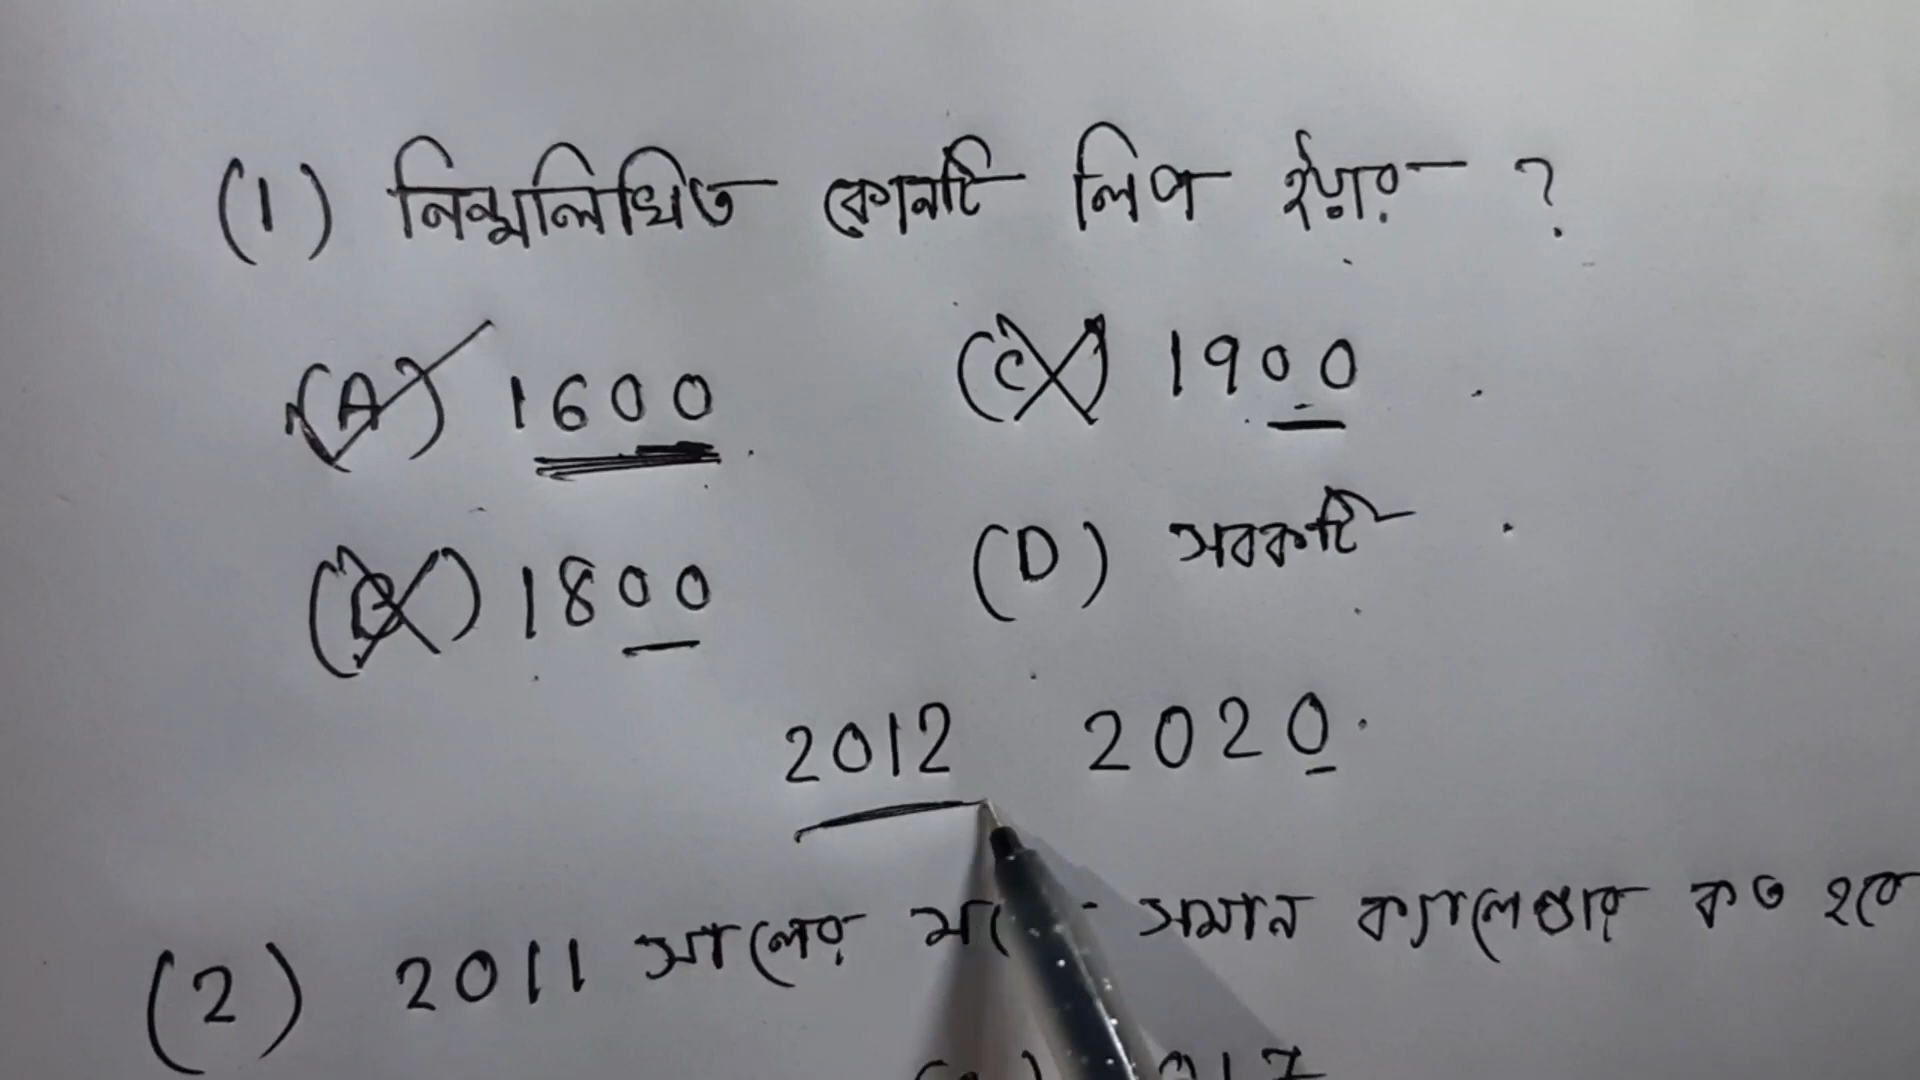 (1) নিম্নলিখিত কোনটি লিপ ইয়ার ?
(A) 1600 (C) 1900
(B) 1800 (D) সবকটি
2012 2020
(2) 2011 সালের সমান ক্যালেন্ডার কত হবে